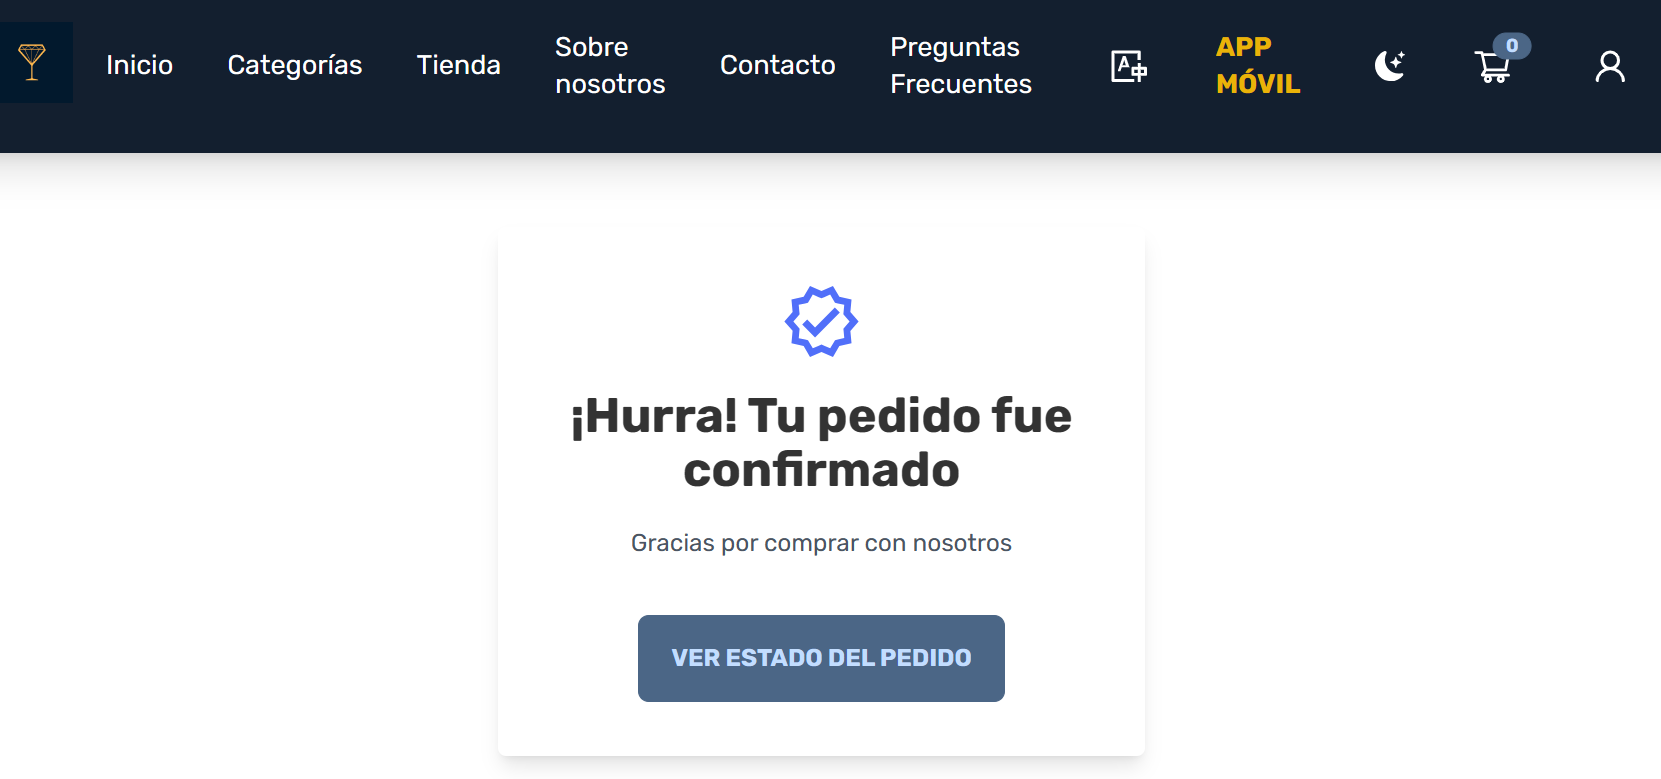 Inicio
Categorías
Tienda
Sobre
nosotros
Contacto
Preguntas
Frecuentes
A
APP
MÓVIL
0
¡Hurra! Tu pedido fue
confirmado
Gracias por comprar con nosotros
VER ESTADO DEL PEDIDO